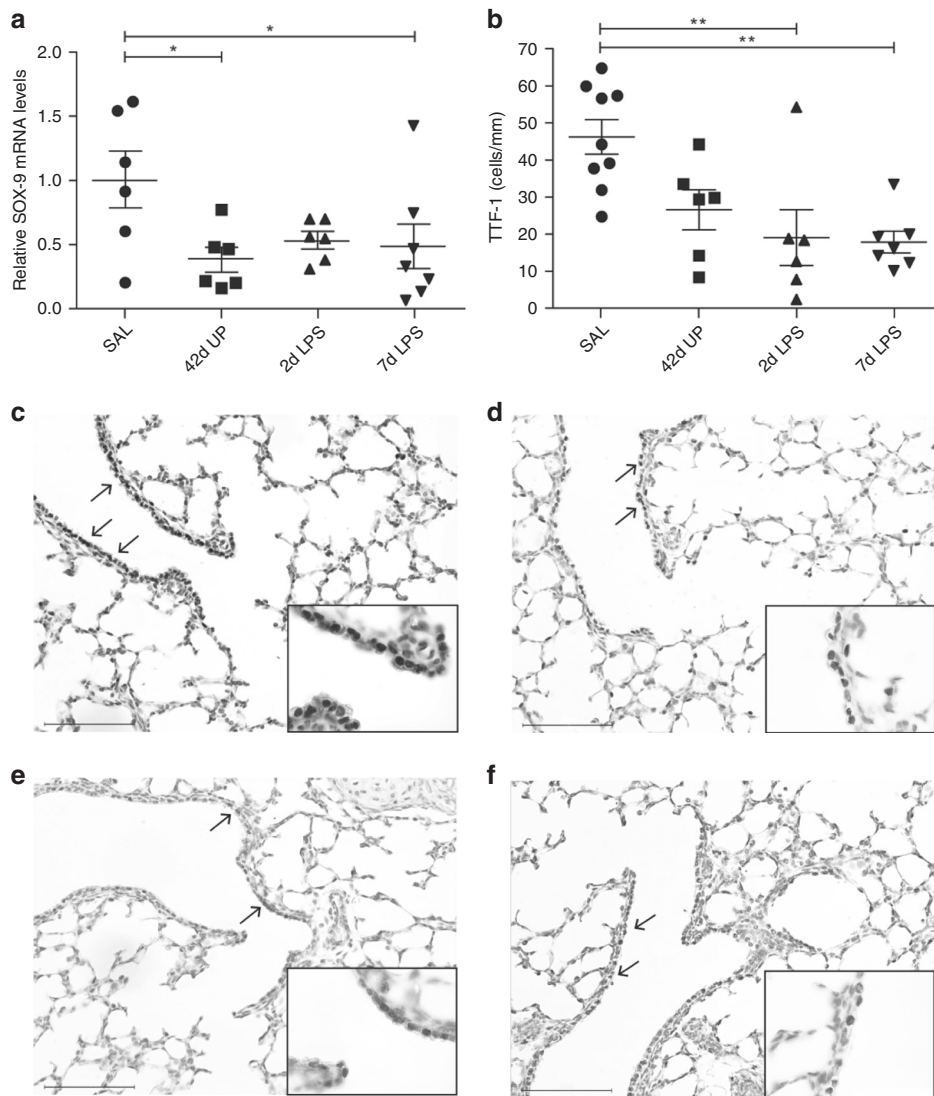 a
*
*
2.0
1.5
1.0
0.5
0.0
Relative SOX-9 mRNA levels
SAL
42d UP
2d LPS
7d LPS
b
**
**
70
60
50
40
30
20
10
0
TTF-1 (cells/mm)
SAL
42d UP
2d LPS
7d LPS
c
d
e
f